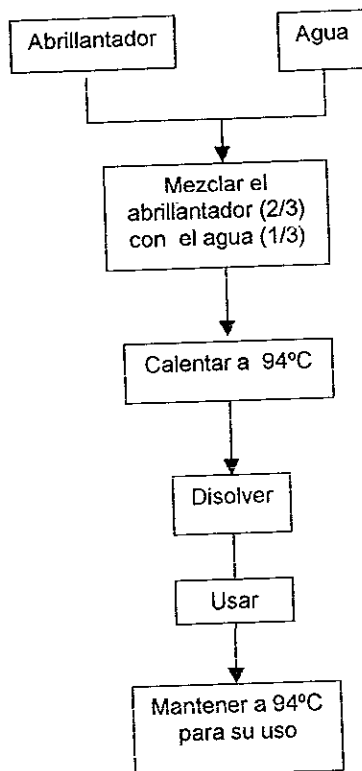 Abrillantador
Agua
Mezclar el
abrillantador (2/3)
con el agua (1/3)
Calentar a 94ºC
Disolver
Usar
Mantener a 94ºC
para su uso